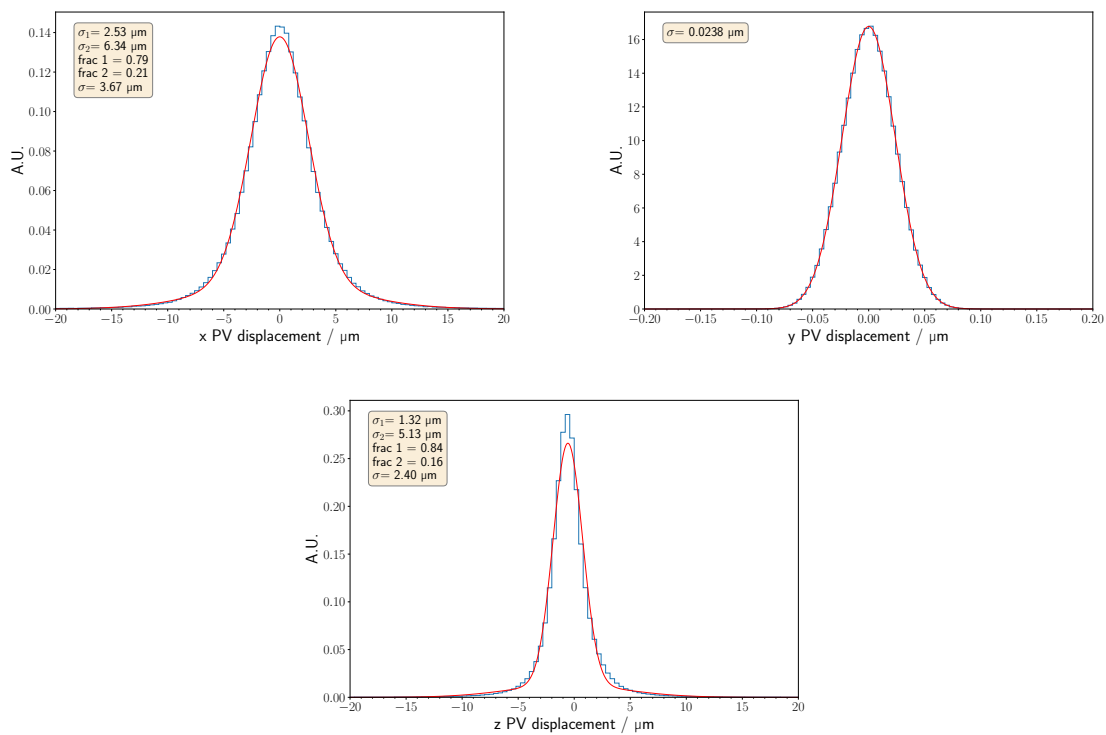 σ₁= 2.53 µm
σ₂= 6.34 µm
frac 1 = 0.79
frac 2 = 0.21
σ= 3.67 µm
0.14
0.12
0.10
0.08
0.06
0.04
0.02
0.00
A.U.
−20 −15 −10 −5 0 5 10 15 20
x PV displacement / µm
σ= 0.0238 µm
16
14
12
10
8
6
4
2
0
A.U.
−0.20 −0.15 −0.10 −0.05 0.00 0.05 0.10 0.15 0.20
y PV displacement / µm
σ₁= 1.32 µm
σ₂= 5.13 µm
frac 1 = 0.84
frac 2 = 0.16
σ= 2.40 µm
0.30
0.25
0.20
0.15
0.10
0.05
0.00
A.U.
−20 −15 −10 −5 0 5 10 15 20
z PV displacement / µm